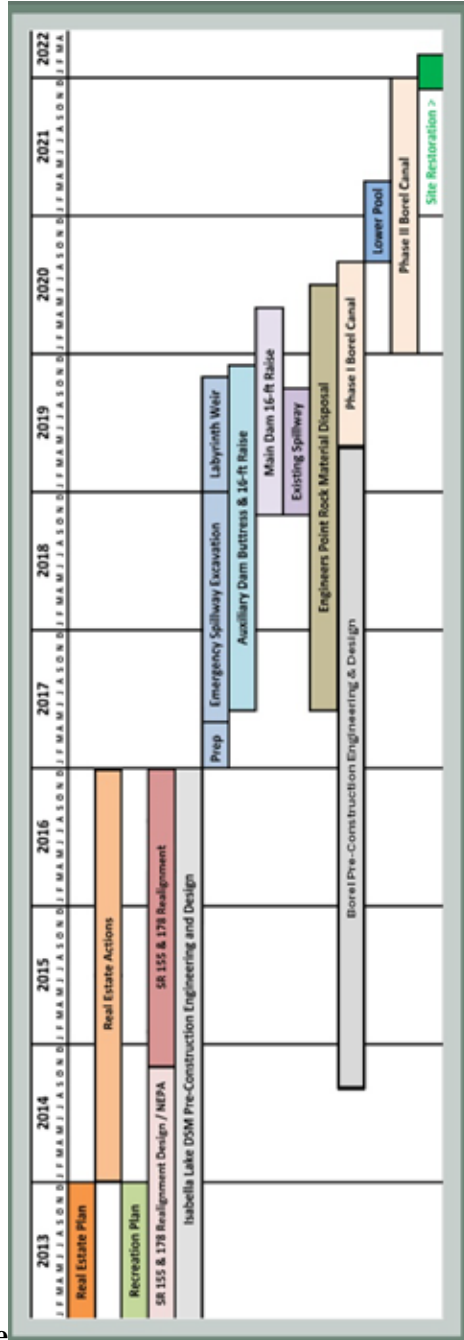 2013 2014 2015 2016 2017 2018 2019 2020 2021 2022
J F M A M J J A S O N D J F M A M J J A S O N D J F M A M J J A S O N D J F M A M J J A S O N D J F M A M J J A S O N D J F M A M J J A S O N D J F M A M J J A S O N D J F M A M J J A S O N D J F M A M J J A S O N D J F M A
Real Estate Plan
Real Estate Actions
Recreation Plan
SR 155 & 178 Realignment Design / NEPA SR 155 & 178 Realignment
Isabella Lake DSM Pre-Construction Engineering and Design
Prep Emergency Spillway Excavation Labyrinth Weir
Auxiliary Dam Buttress & 16-ft Raise
Main Dam 16-ft Raise
Existing Spillway
Engineers Point Rock Material Disposal
Borel Pre-Construction Engineering & Design Phase I Borel Canal
Lower Pool
Phase II Borel Canal
Site Restoration >